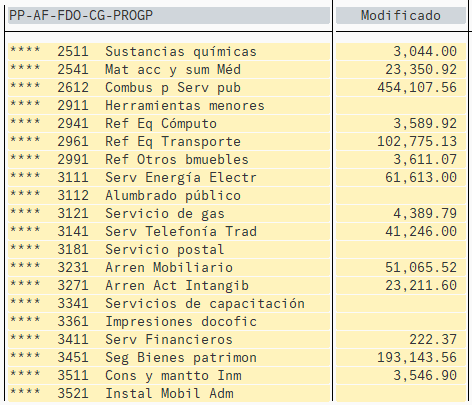 PP-AF-FDO-CG-PROGP Modificado
**** 2511 Sustancias químicas 3,044.00
**** 2541 Mat acc y sum Méd 23,350.92
**** 2612 Combus p Serv pub 454,107.56
**** 2911 Herramientas menores
**** 2941 Ref Eq Cómputo 3,589.92
**** 2961 Ref Eq Transporte 102,775.13
**** 2991 Ref Otros bmuebles 3,611.07
**** 3111 Serv Energía Electr 61,613.00
**** 3112 Alumbrado público
**** 3121 Servicio de gas 4,389.79
**** 3141 Serv Telefonía Trad 41,246.00
**** 3181 Servicio postal
**** 3231 Arren Mobiliario 51,065.52
**** 3271 Arren Act Intangib 23,211.60
**** 3341 Servicios de capacitación
**** 3361 Impresiones docofic
**** 3411 Serv Financieros 222.37
**** 3451 Seg Bienes patrimon 193,143.56
**** 3511 Cons y mantto Inm 3,546.90
**** 3521 Instal Mobil Adm